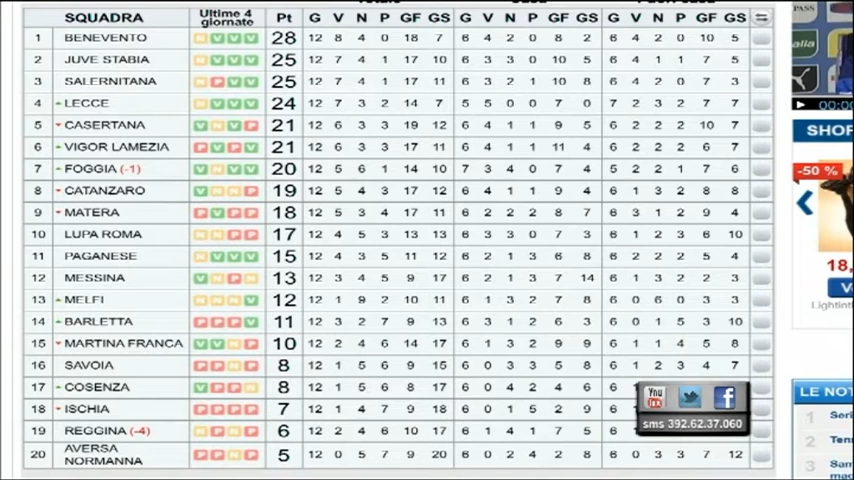 SQUADRA Ultime 4 giornate Pt G V N P GF GS G V N P GF GS G V N P GF GS
1 BENEVENTO N V V V 28 12 8 4 0 18 7 6 4 2 0 8 2 6 4 2 0 10 5
2 JUVE STABIA N V V V 25 12 7 4 1 17 10 6 3 3 0 10 5 6 4 1 1 7 5
3 SALERNITANA N P V V 25 12 7 4 1 17 11 6 3 2 1 10 8 6 4 2 0 7 3
4 LECCE N V V V 24 12 7 3 2 14 7 5 5 0 0 7 0 7 2 3 2 7 7
5 CASERTANA V N V P 21 12 6 3 3 19 12 6 4 1 1 9 5 6 2 2 2 10 7
6 VIGOR LAMEZIA P V P V 21 12 6 3 3 17 11 6 4 1 1 11 4 6 2 2 2 6 7
7 FOGGIA (-1) V N V V 20 12 5 6 1 14 10 7 3 4 0 7 4 5 2 2 1 7 6
8 CATANZARO V N N P 19 12 5 4 3 17 12 6 4 1 1 9 4 6 1 3 2 8 8
9 MATERA P V P P 18 12 5 3 4 17 11 6 2 2 2 8 7 6 3 1 2 9 4
10 LUPA ROMA N N P P 17 12 4 5 3 13 13 6 3 3 0 7 3 6 1 2 3 6 10
11 PAGANESE N V V V 15 12 4 3 5 11 12 6 2 1 3 6 8 6 2 2 2 5 4
12 MESSINA V N P N 13 12 3 4 5 9 17 6 2 1 3 7 14 6 1 3 2 2 3
13 MELFI N N N V 12 12 1 9 2 10 11 6 1 3 2 7 8 6 0 6 0 3 3
14 BARLETTA P P P V 11 12 3 2 7 9 13 6 3 1 2 6 3 6 0 1 5 3 10
15 MARTINA FRANCA N N V P 10 12 2 4 6 14 17 6 1 3 2 9 9 6 1 1 4 5 8
16 SAVOIA P P N P 8 12 1 5 6 9 15 6 0 3 3 5 8 6 1 2 3 4 7
17 COSENZA V P P N 8 12 1 5 6 8 17 6 0 4 2 4 6 6 1
18 ISCHIA P P P P 7 12 1 4 7 9 18 6 0 1 5 2 9 6 1
19 REGGINA (-4) N P N P 6 12 2 4 6 10 17 6 1 4 1 7 5 6 1
20 AVERSA NORMANNA P P N P 5 12 0 5 7 9 20 6 0 2 4 2 8 6 0 3 3 7 12
You
sms 392.62.37.060
00:00
SHOP
-50 %
18,
LE NOT
1 Seri
2 Tenn
3 Sam